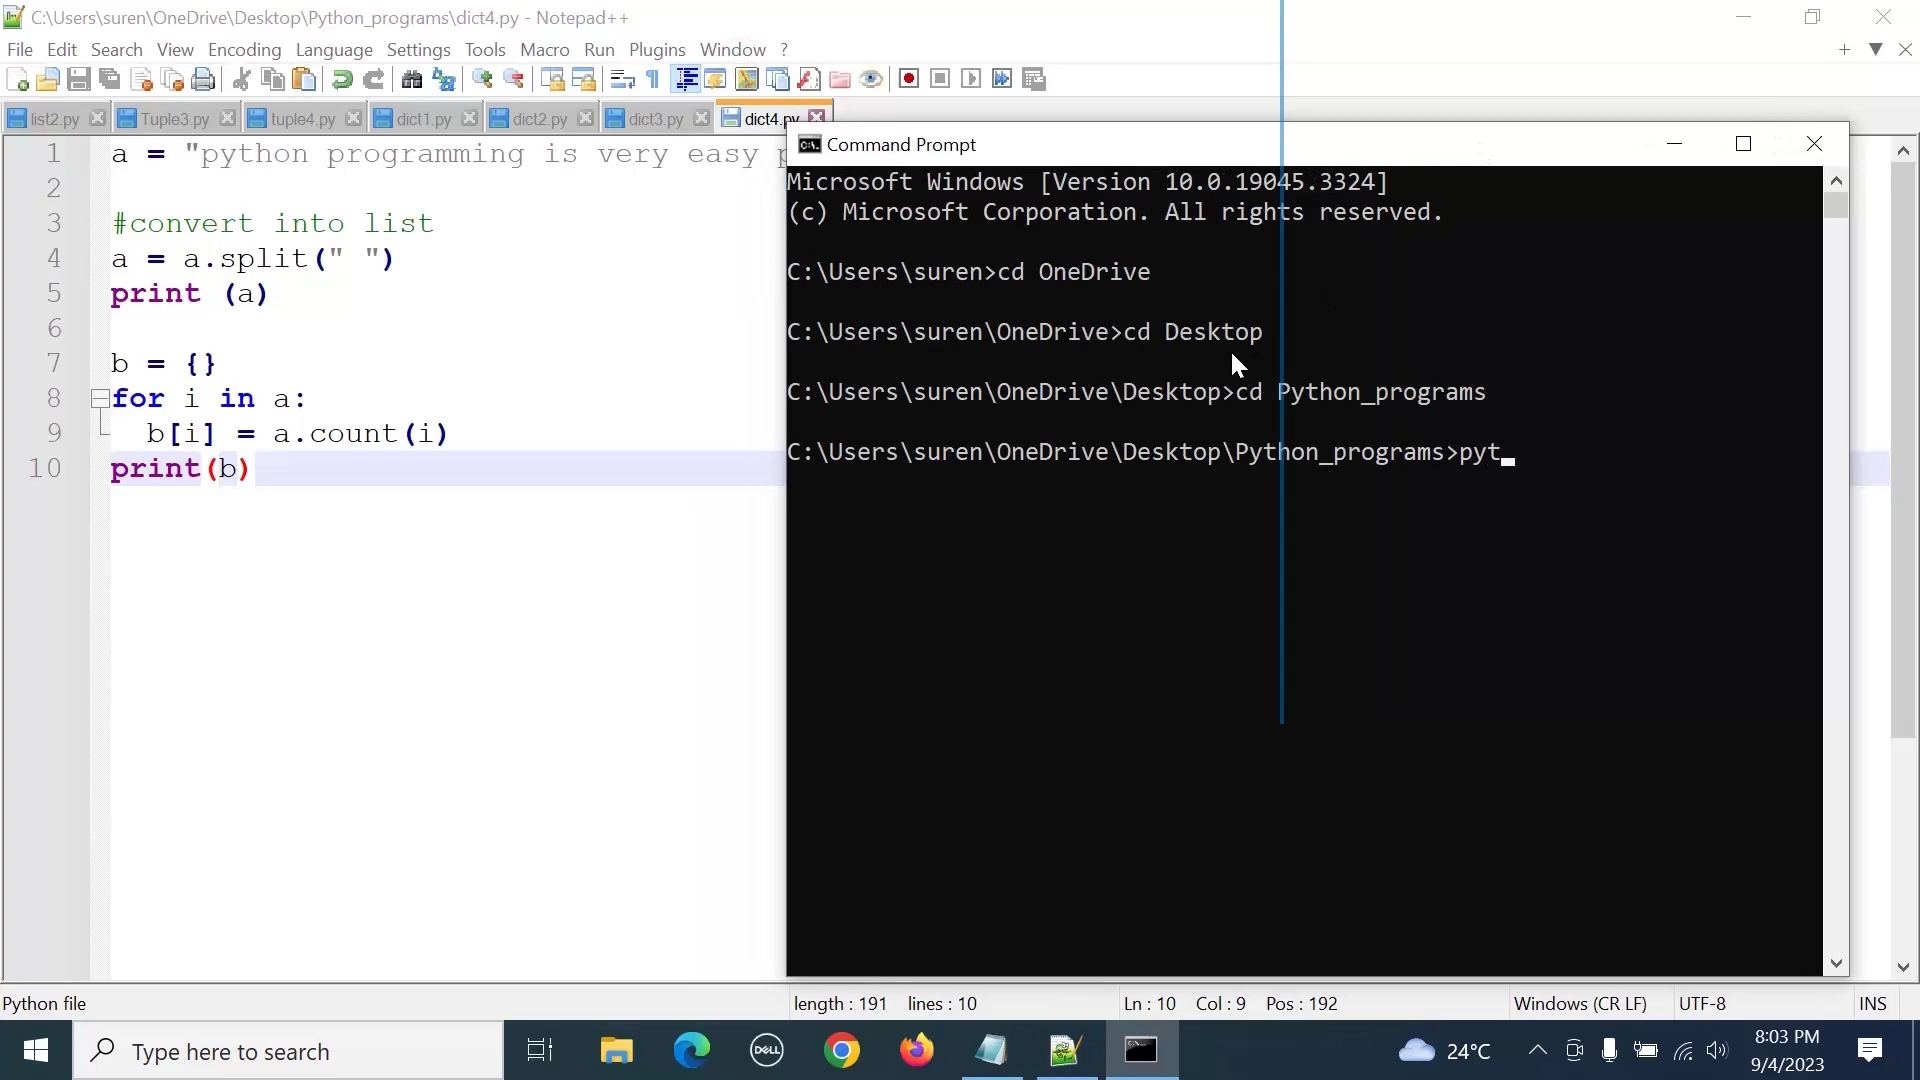 C:\Users\suren\OneDrive\Desktop\Python_programs\dict4.py - Notepad++
File Edit Search View Encoding Language Settings Tools Macro Run Plugins Window ?
list2.py Tuple3.py tuple4.py dict1.py dict2.py dict3.py dict4.py
1 a = "python programming is very easy p
2
3 #convert into list
4 a = a.split(" ")
5 print (a)
6
7 b = {}
8 for i in a:
9 b[i] = a.count(i)
10 print(b)
Command Prompt
Microsoft Windows [Version 10.0.19045.3324]
(c) Microsoft Corporation. All rights reserved.
C:\Users\suren>cd OneDrive
C:\Users\suren\OneDrive>cd Desktop
C:\Users\suren\OneDrive\Desktop>cd Python_programs
C:\Users\suren\OneDrive\Desktop\Python_programs>pyt
Python file length : 191 lines : 10 Ln : 10 Col : 9 Pos : 192 Windows (CR LF) UTF-8 INS
Type here to search
DELL
24°C
8:03 PM
9/4/2023